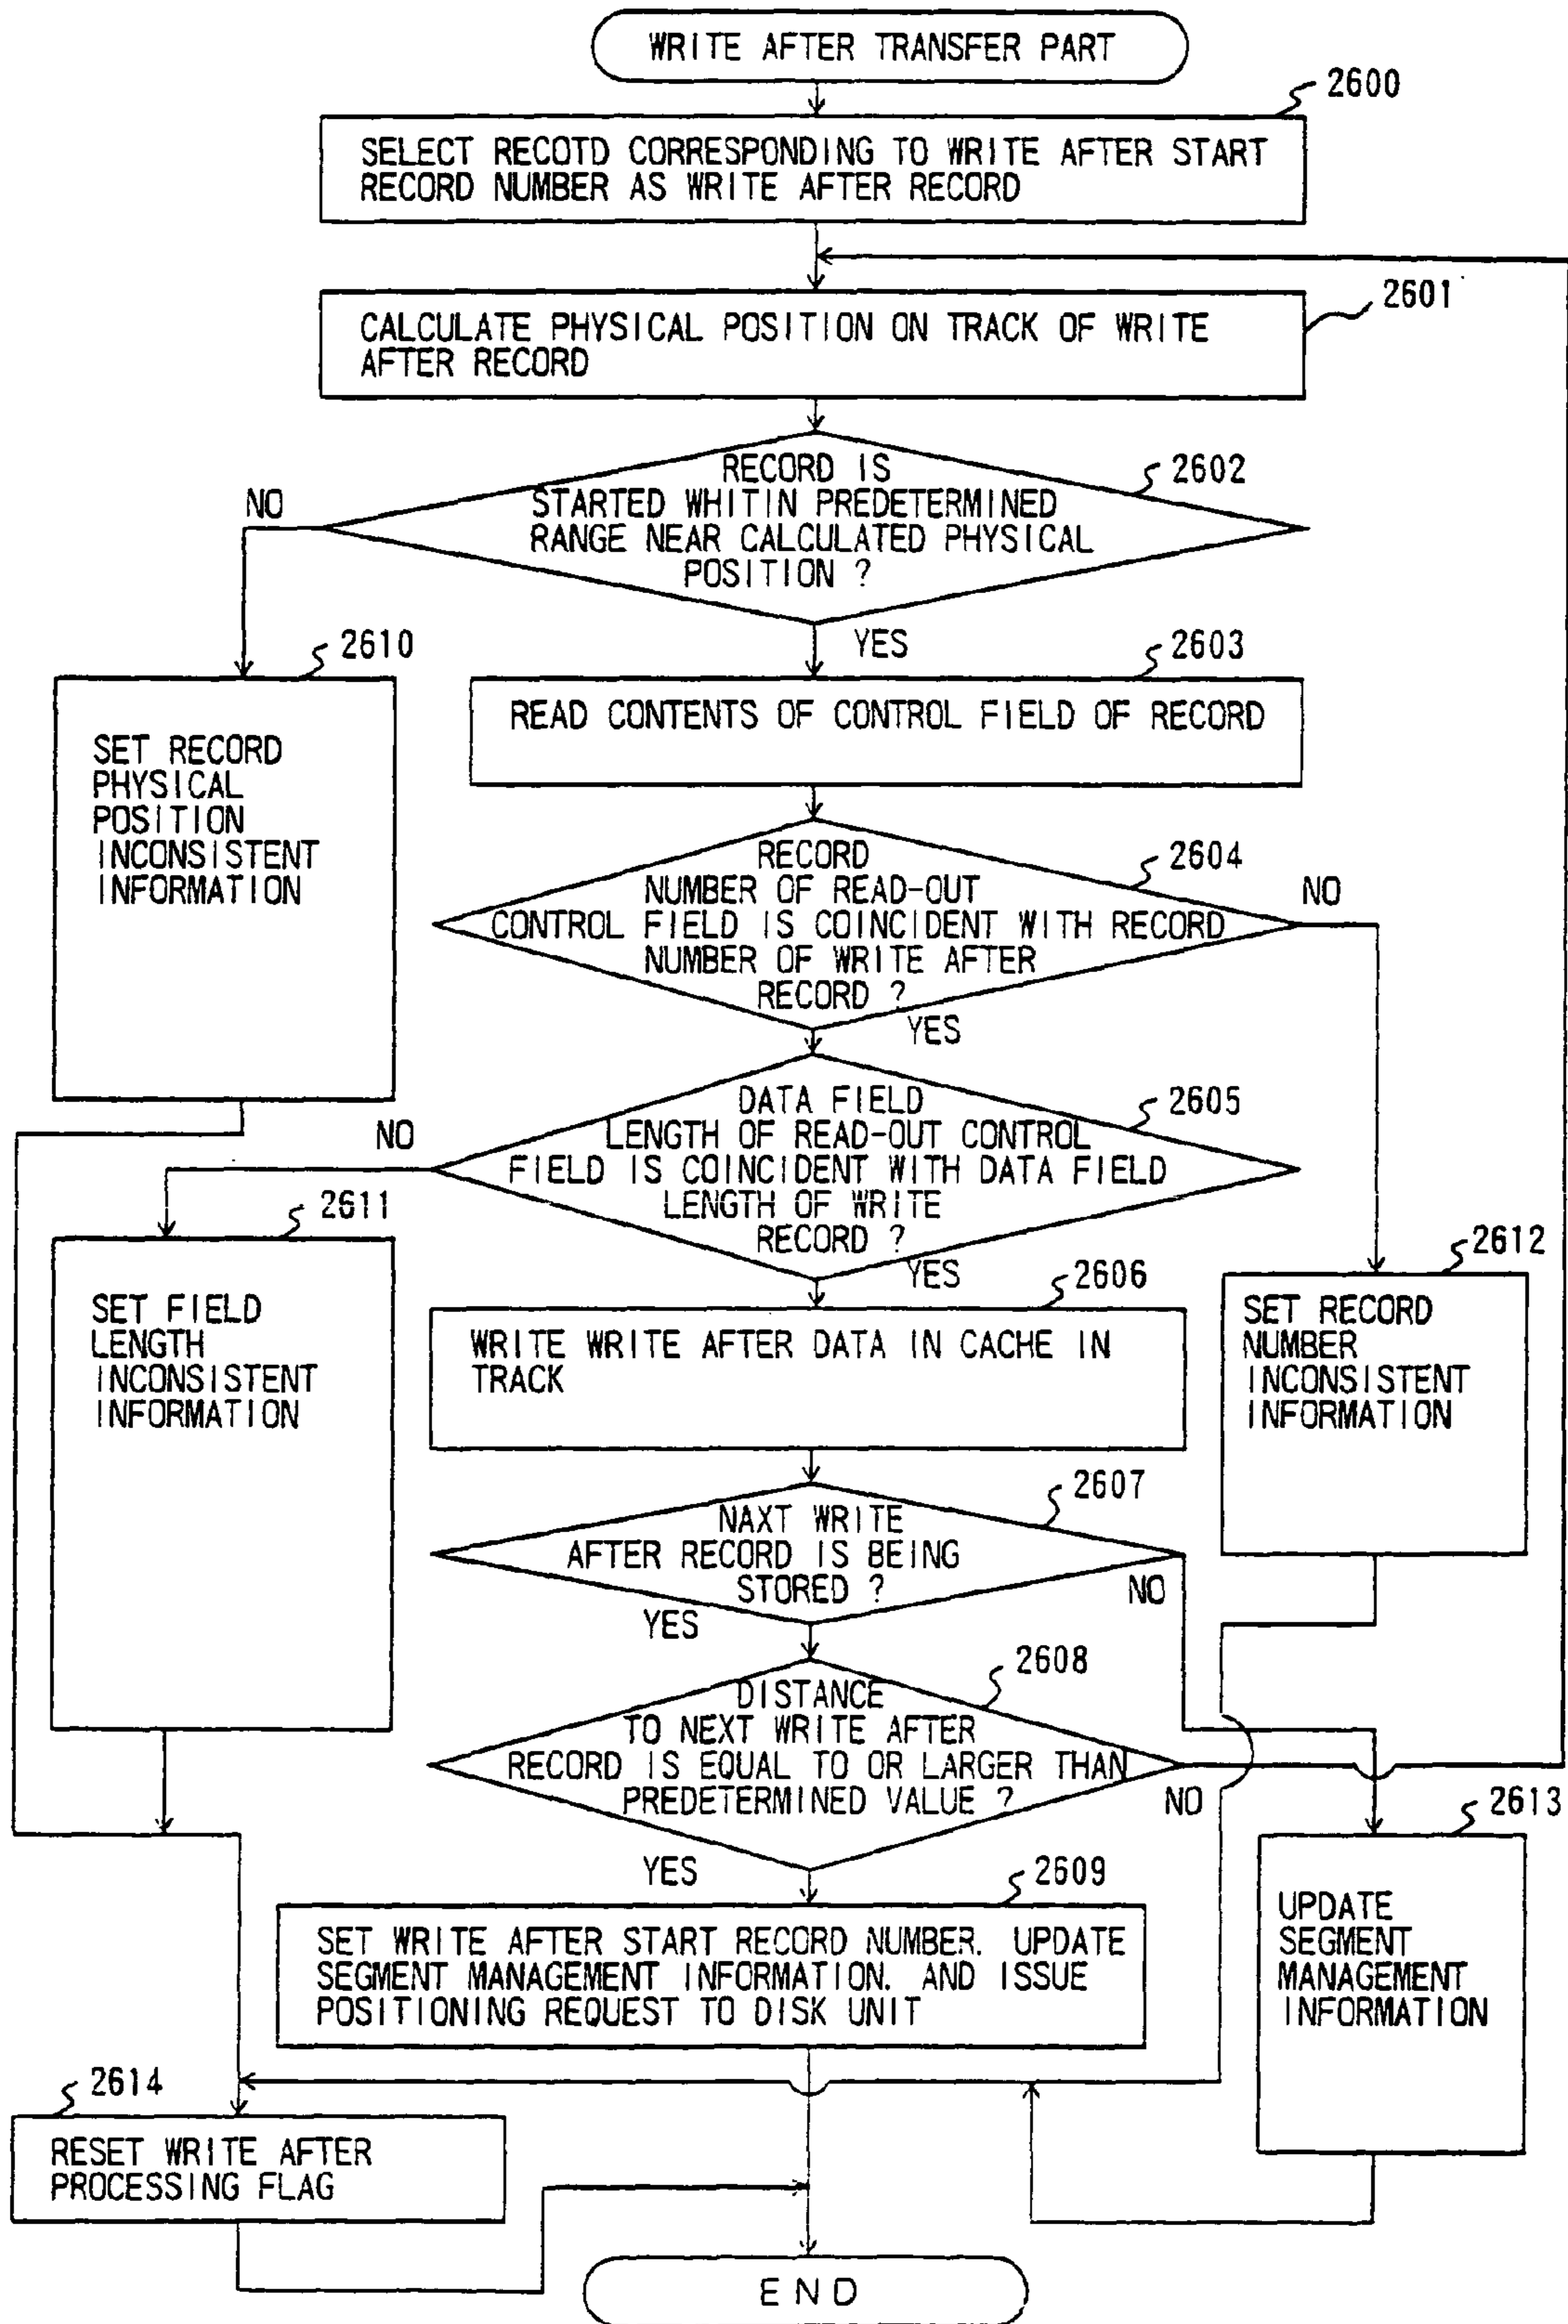 WRITE AFTER TRANSFER PART
2600
SELECT RECOTD CORRESPONDING TO WRITE AFTER START
RECORD NUMBER AS WRITE AFTER RECORD
2601
CALCULATE PHYSICAL POSITION ON TRACK OF WRITE
AFTER RECORD
2602
RECORD IS
STARTED WHITIN PREDETERMINED
RANGE NEAR CALCULATED PHYSICAL
POSITION ?
NO
YES
2610
SET RECORD
PHYSICAL
POSITION
INCONSISTENT
INFORMATION
2603
READ CONTENTS OF CONTROL FIELD OF RECORD
2604
RECORD
NUMBER OF READ-OUT
CONTROL FIELD IS COINCIDENT WITH RECORD
NUMBER OF WRITE AFTER
RECORD ?
NO
YES
2605
DATA FIELD
LENGTH OF READ-OUT CONTROL
FIELD IS COINCIDENT WITH DATA FIELD
LENGTH OF WRITE
RECORD ?
NO
YES
2611
SET FIELD
LENGTH
INCONSISTENT
INFORMATION
2606
WRITE WRITE AFTER DATA IN CACHE IN
TRACK
2612
SET RECORD
NUMBER
INCONSISTENT
INFORMATION
2607
NAXT WRITE
AFTER RECORD IS BEING
STORED ?
NO
YES
2608
DISTANCE
TO NEXT WRITE AFTER
RECORD IS EQUAL TO OR LARGER THAN
PREDETERMINED VALUE ?
NO
YES
2613
UPDATE
SEGMENT
MANAGEMENT
INFORMATION
2609
SET WRITE AFTER START RECORD NUMBER. UPDATE
SEGMENT MANAGEMENT INFORMATION. AND ISSUE
POSITIONING REQUEST TO DISK UNIT
2614
RESET WRITE AFTER
PROCESSING FLAG
END